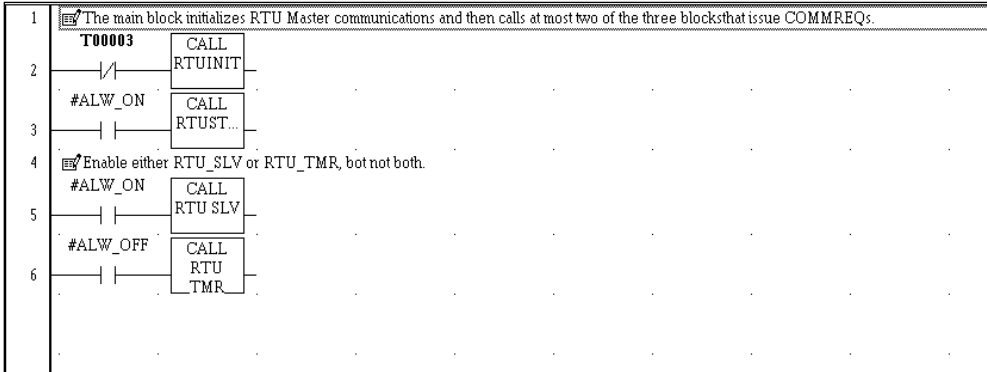 1 The main block initializes RTU Master communications and then calls at most two of the three blocksthat issue COMMREQs.
T00003
CALL
2 RTUINIT
#ALW_ON
CALL
3 RTUST...
4 Enable either RTU_SLV or RTU_TMR, bot not both.
#ALW_ON
CALL
5 RTU SLV
#ALW_OFF
CALL
6 RTU
TMR